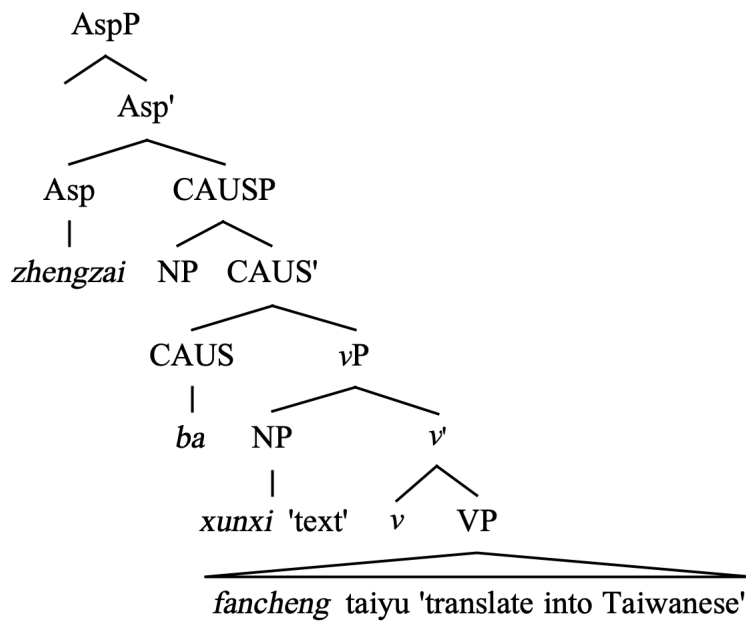 AspP
Asp'
Asp CAUSP
zhengzai NP CAUS'
CAUS vP
ba NP v'
xunxi 'text' v VP
fancheng taiyu 'translate into Taiwanese'